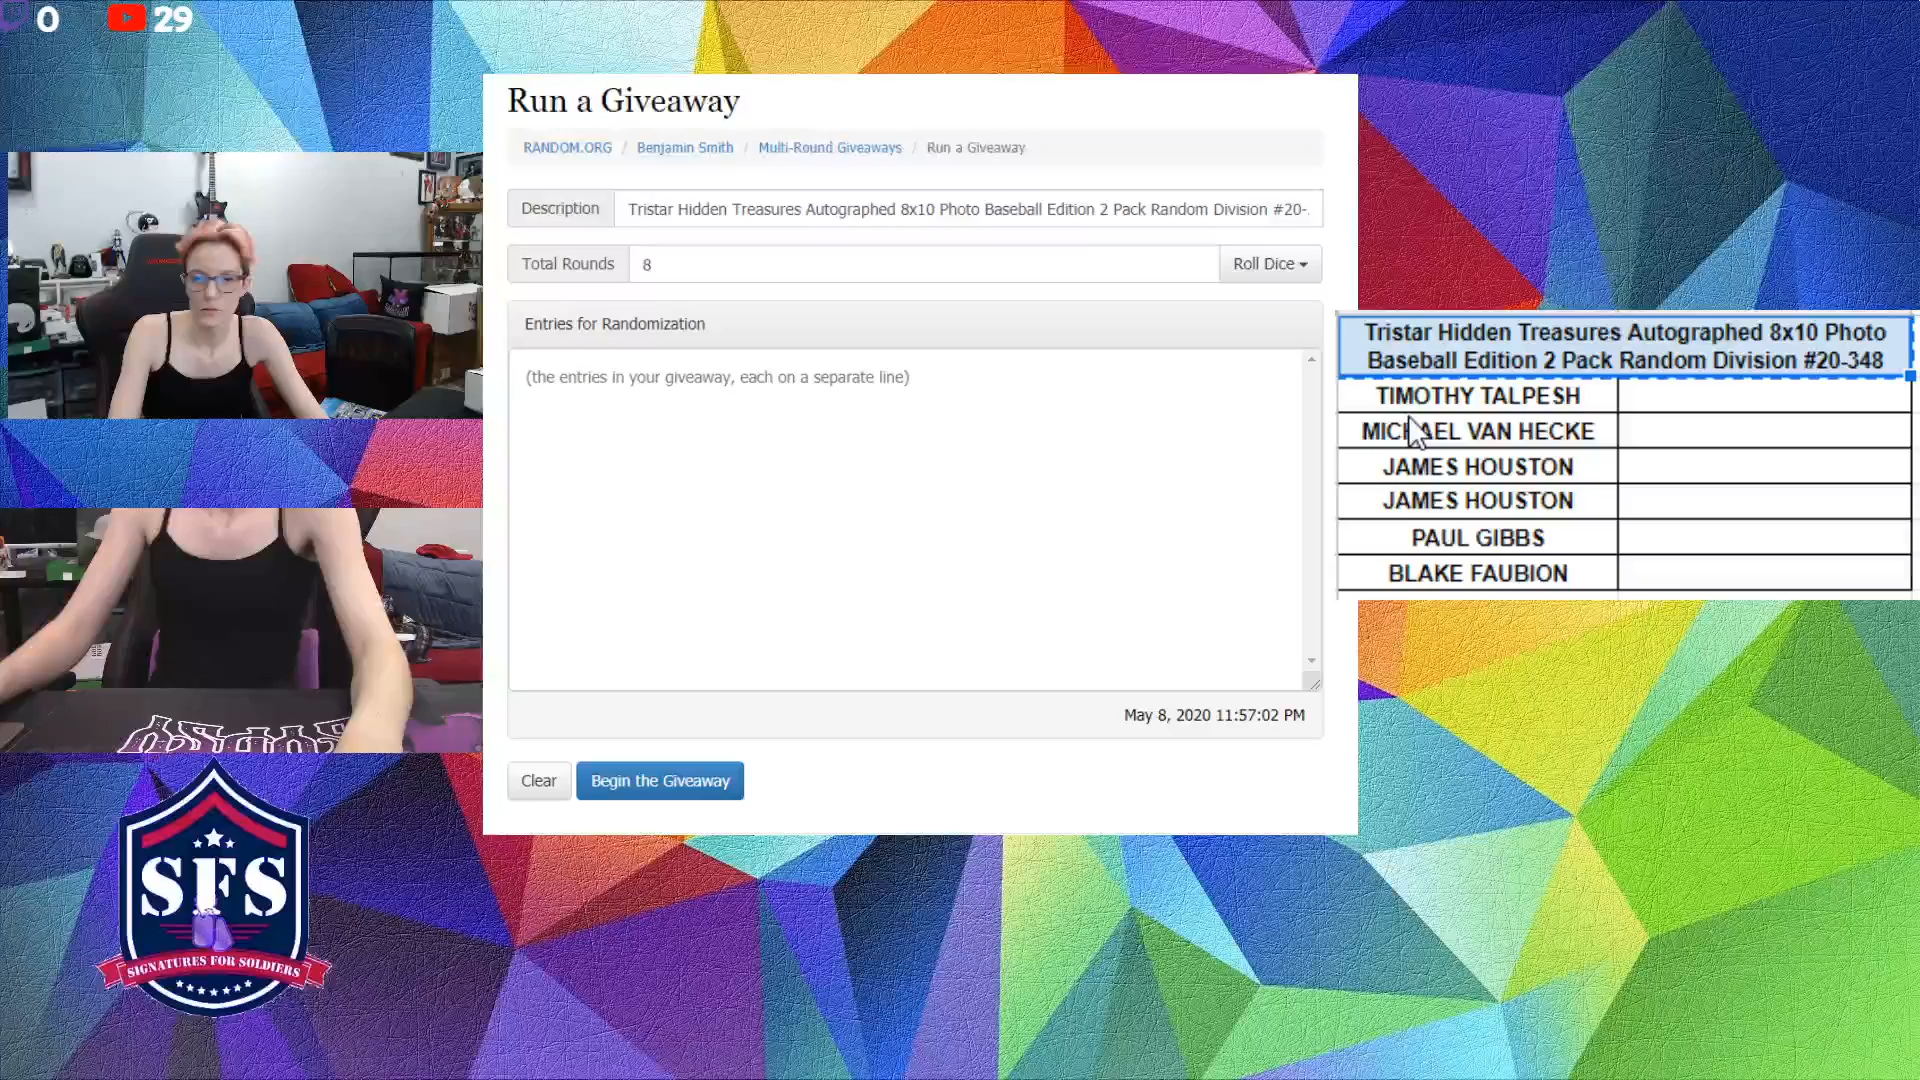 0
29
Run a Giveaway
RANDOM.ORG / Benjamin Smith / Multi-Round Giveaways / Run a Giveaway
Description Tristar Hidden Treasures Autographed 8x10 Photo Baseball Edition 2 Pack Random Division #20-
Total Rounds 8 Roll Dice
Entries for Randomization
(the entries in your giveaway, each on a separate line)
May 8, 2020 11:57:02 PM
Clear Begin the Giveaway
Tristar Hidden Treasures Autographed 8x10 Photo
Baseball Edition 2 Pack Random Division #20-348
TIMOTHY TALPESH
MICHAEL VAN HECKE
JAMES HOUSTON
JAMES HOUSTON
PAUL GIBBS
BLAKE FAUBION
SFS
SIGNATURES FOR SOLDIERS